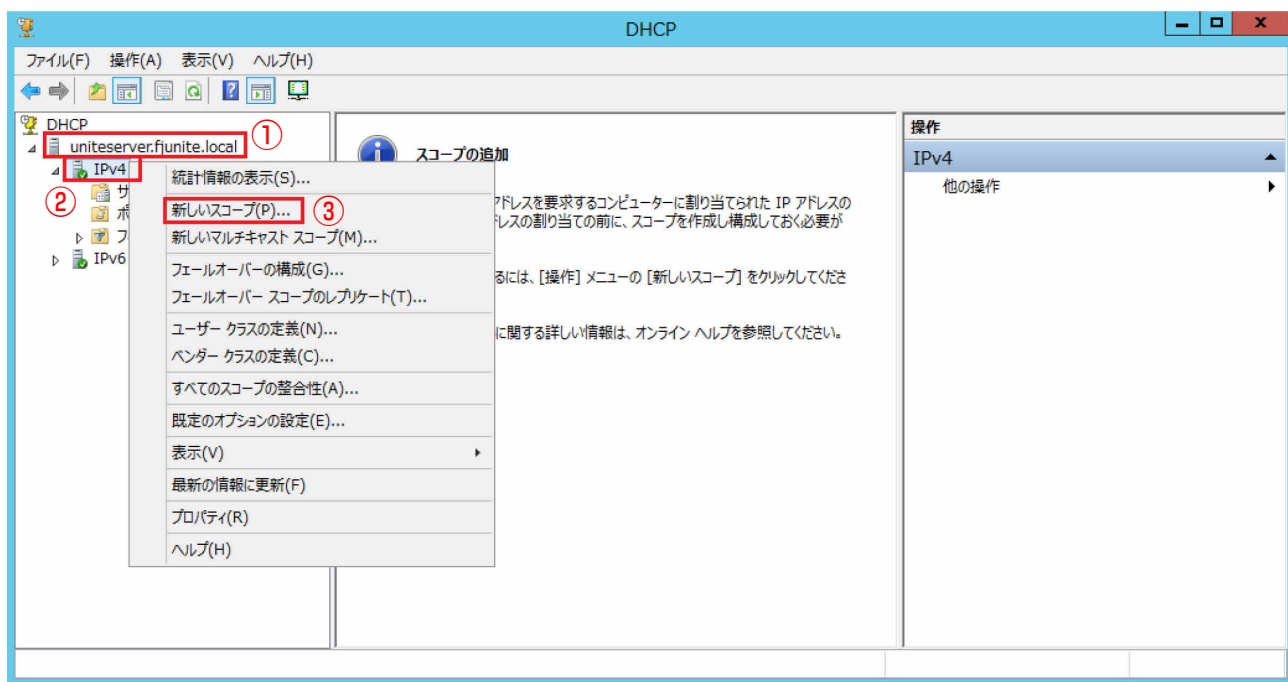 DHCP
ファイル(F) 操作(A) 表示(V) ヘルプ(H)
DHCP
uniteserver.fjunite.local
①
IPv4
②
サ
ポ
フ
IPv6
統計情報の表示(S)...
新しいスコープ(P)...
③
新しいマルチキャスト スコープ(M)...
フェールオーバーの構成(G)...
フェールオーバー スコープのレプリケート(T)...
ユーザー クラスの定義(N)...
ベンダー クラスの定義(C)...
すべてのスコープの整合性(A)...
既定のオプションの設定(E)...
表示(V)
最新の情報に更新(F)
プロパティ(R)
ヘルプ(H)
スコープの追加
アドレスを要求するコンピューターに割り当てられた IP アドレスの
レスの割り当ての前に、スコープを作成し構成しておく必要が
るには、[操作] メニューの [新しいスコープ] をクリックしてくださ
に関する詳しい情報は、オンライン ヘルプを参照してください。
操作
IPv4
他の操作